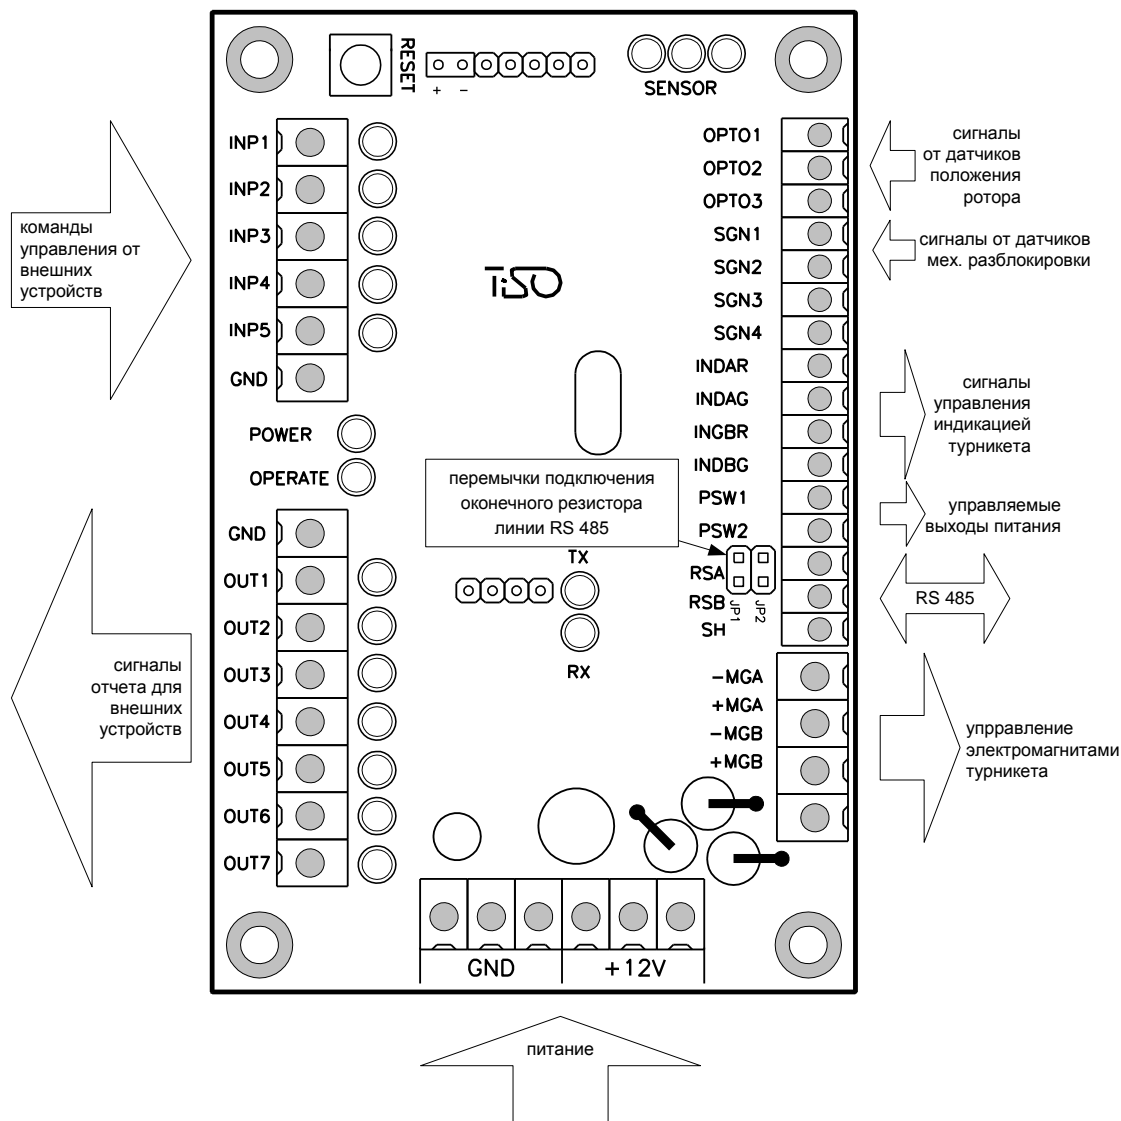 RESET
+ −
SENSOR
INP1
INP2
INP3
INP4
INP5
GND
команды
управления от
внешних
устройств
TiSO
OPTO1
OPTO2
OPTO3
SGN1
SGN2
SGN3
SGN4
INDAR
INDAG
INGBR
INDBG
PSW1
PSW2
RSA
RSB
SH
JP1
JP2
сигналы
от датчиков
положения
ротора
сигналы от датчиков
мех. разблокировки
сигналы
управления
индикацией
турникета
управляемые
выходы питания
RS 485
POWER
OPERATE
перемычки подключения
оконечного резистора
линии RS 485
TX
RX
GND
OUT1
OUT2
OUT3
OUT4
OUT5
OUT6
OUT7
сигналы
отчета для
внешних
устройств
−MGA
+MGA
−MGB
+MGB
упрравление
электромагнитами
турникета
GND
+12V
питание